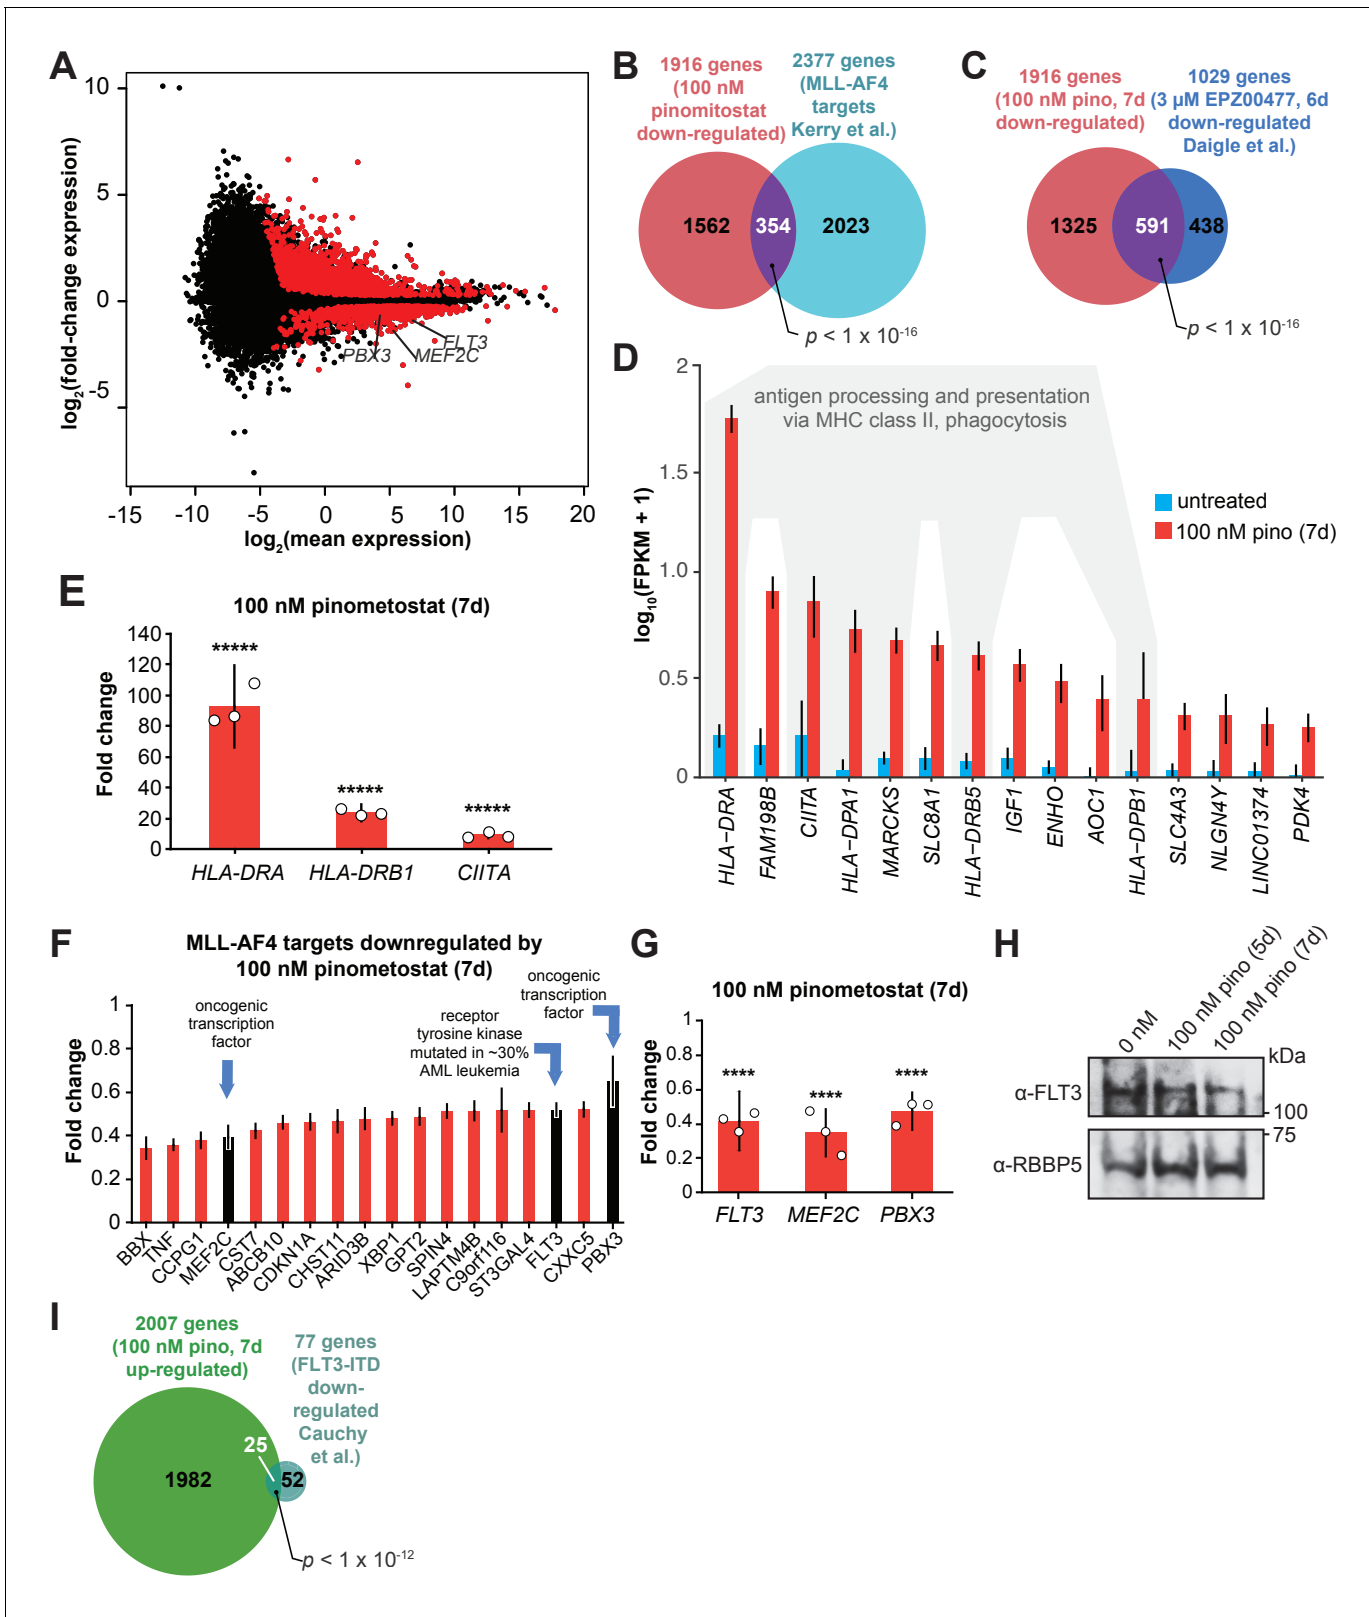 A
10
5
0
-5
log2(fold-change expression)
PBX3
FLT3
MEF2C
-15 -10 -5 0 5 10 15 20
log2(mean expression)
B
1916 genes
(100 nM
pinomitostat
down-regulated)
2377 genes
(MLL-AF4
targets
Kerry et al.)
1562
354
2023
p < 1 x 10-16
C
1916 genes
(100 nM pino, 7d
down-regulated)
1029 genes
(3 µM EPZ00477, 6d
down-regulated
Daigle et al.)
1325
591
438
p < 1 x 10-16
D
2
1.5
1.0
0.5
0
log10(FPKM + 1)
antigen processing and presentation
via MHC class II, phagocytosis
untreated
100 nM pino (7d)
HLA−DRA
FAM198B
CIITA
HLA−DPA1
MARCKS
SLC8A1
HLA−DRB5
IGF1
ENHO
AOC1
HLA−DPB1
SLC4A3
NLGN4Y
LINC01374
PDK4
E
100 nM pinometostat (7d)
140
120
100
80
60
40
20
0
Fold change
*****
*****
*****
HLA-DRA HLA-DRB1 CIITA
F
MLL-AF4 targets downregulated by
100 nM pinometostat (7d)
1
0.8
0.6
0.4
0.2
0
Fold change
oncogenic
transcription
factor
receptor
tyrosine kinase
mutated in ~30%
AML leukemia
oncogenic
transcription
factor
BBX
TNF
CCPG1
MEF2C
CST7
ABCB10
CDKN1A
CHST11
ARID3B
XBP1
GPT2
SPIN4
LAPTM4B
C9orf116
ST3GAL4
FLT3
CXXC5
PBX3
G
100 nM pinometostat (7d)
1
0.8
0.6
0.4
0.2
0
Fold change
****
****
****
FLT3 MEF2C PBX3
H
0 nM
100 nM pino (5d)
100 nM pino (7d)
kDa
α-FLT3
100
75
α-RBBP5
I
2007 genes
(100 nM pino, 7d
up-regulated)
77 genes
(FLT3-ITD
down-
regulated
Cauchy
et al.)
25
1982
52
p < 1 x 10-12